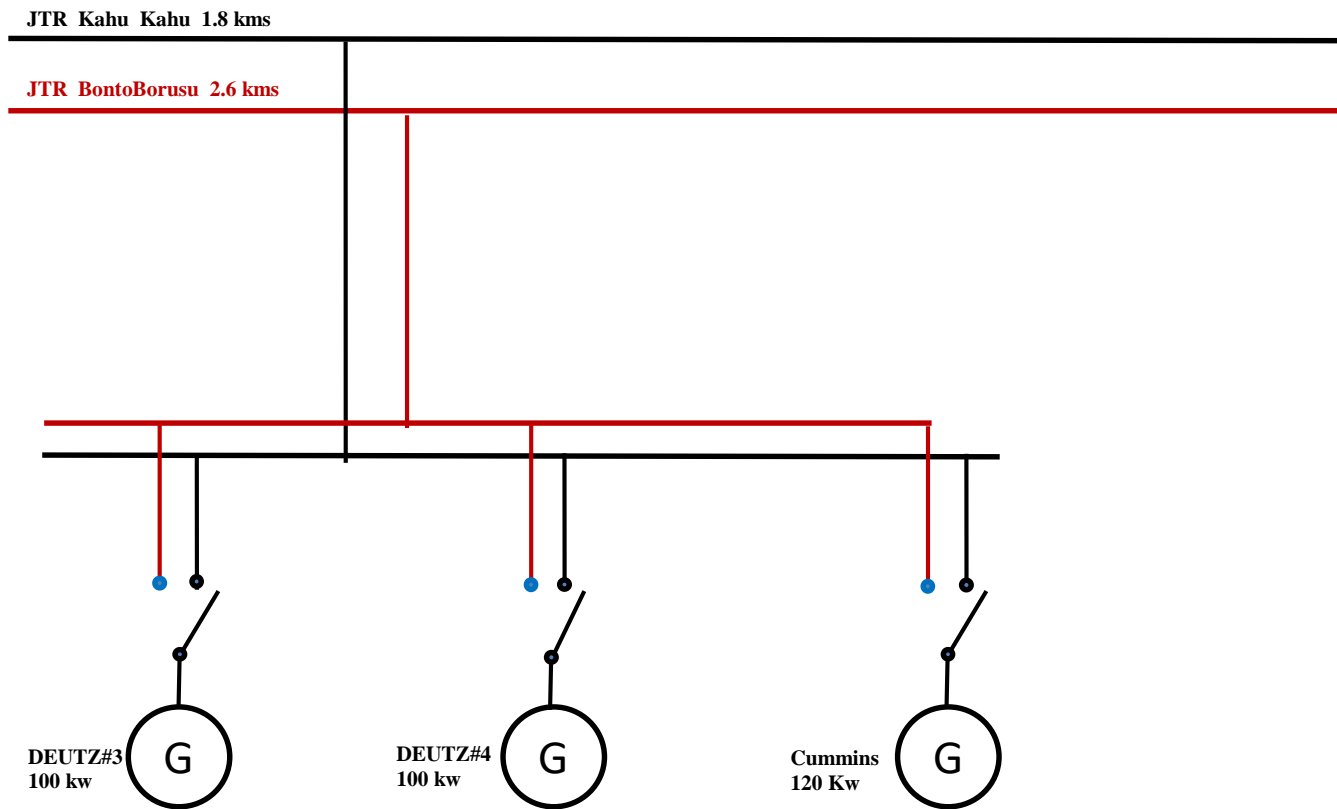 JTR Kahu Kahu 1.8 kms
JTR BontoBorusu 2.6 kms
DEUTZ#3
100 kw
G
DEUTZ#4
100 kw
G
Cummins
120 Kw
G